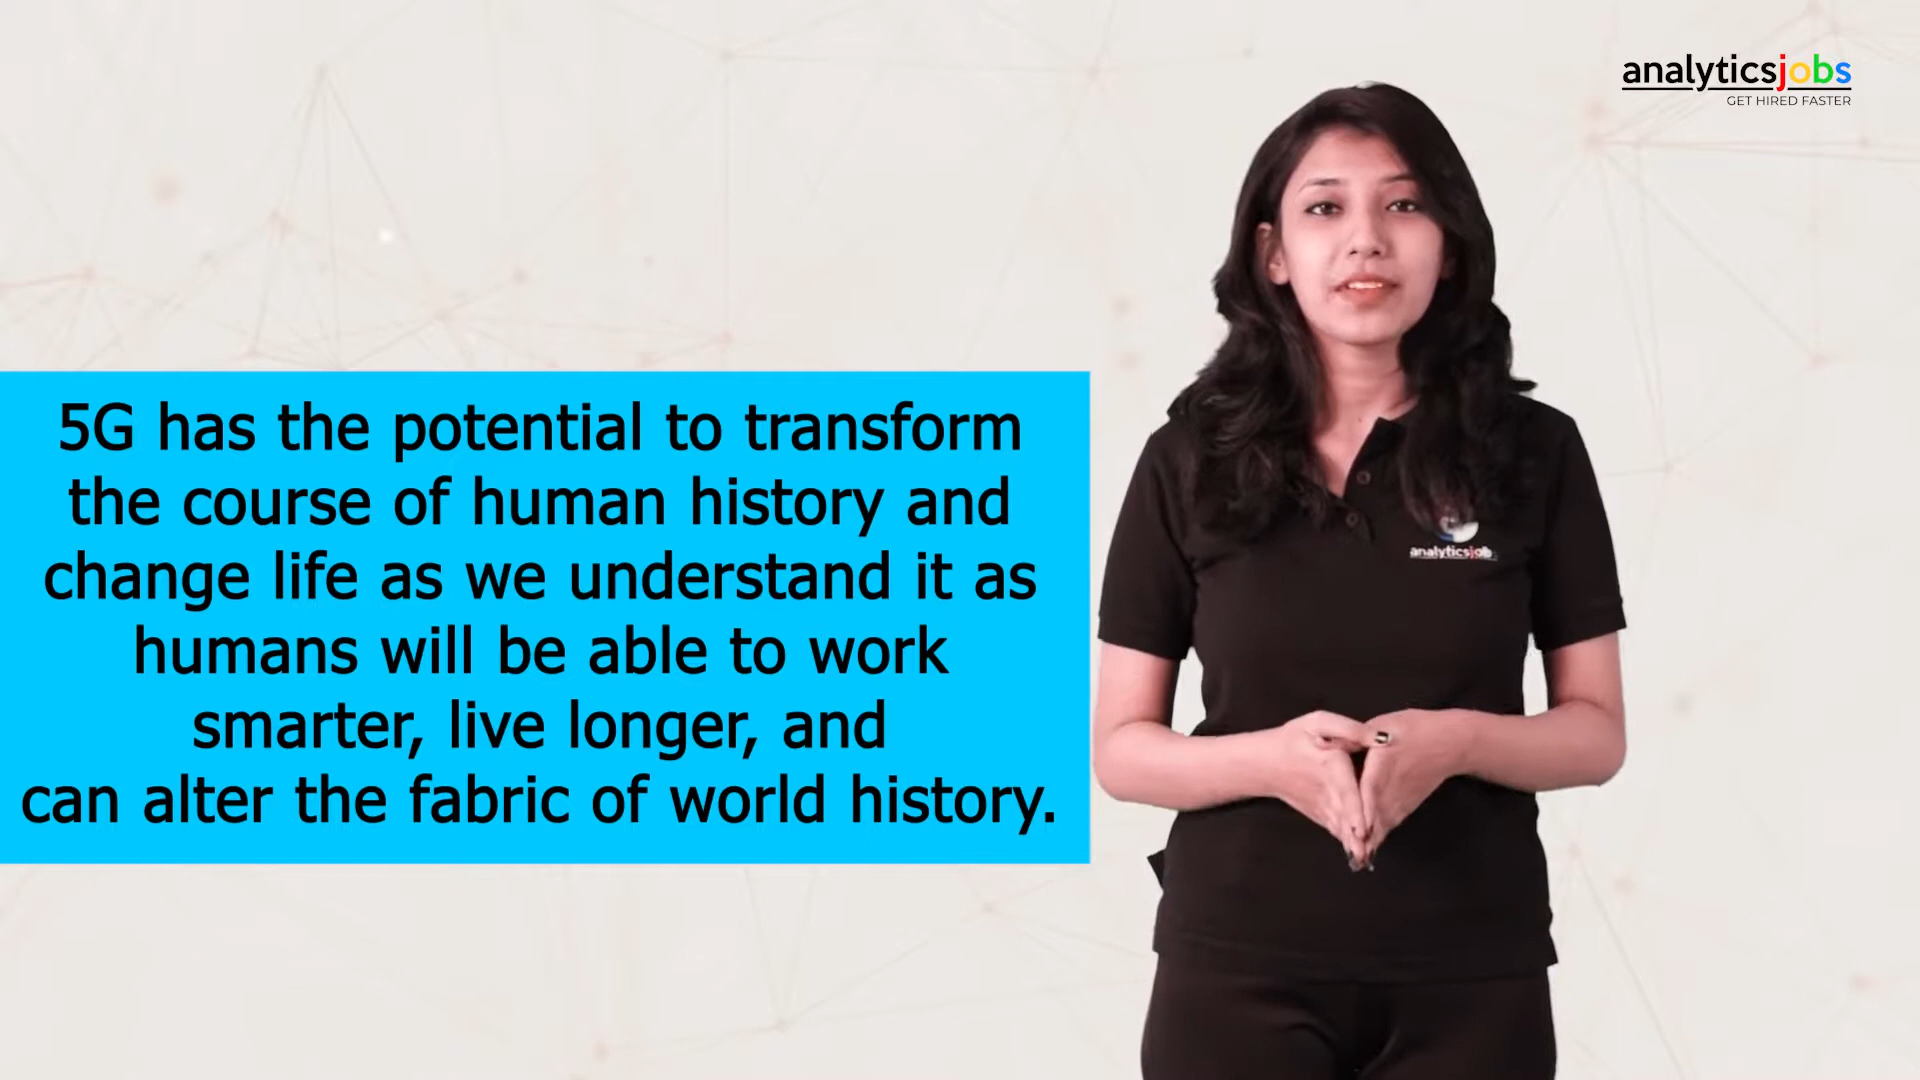 analyticsjobs
GET HIRED FASTER
5G has the potential to transform
the course of human history and
change life as we understand it as
humans will be able to work
smarter, live longer, and
can alter the fabric of world history.
analyticsjobs